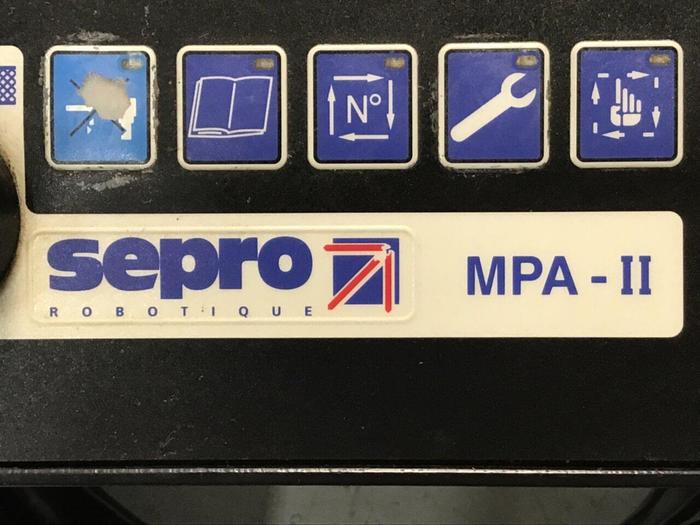 N°
sepro
ROBOTIQUE
MPA - II